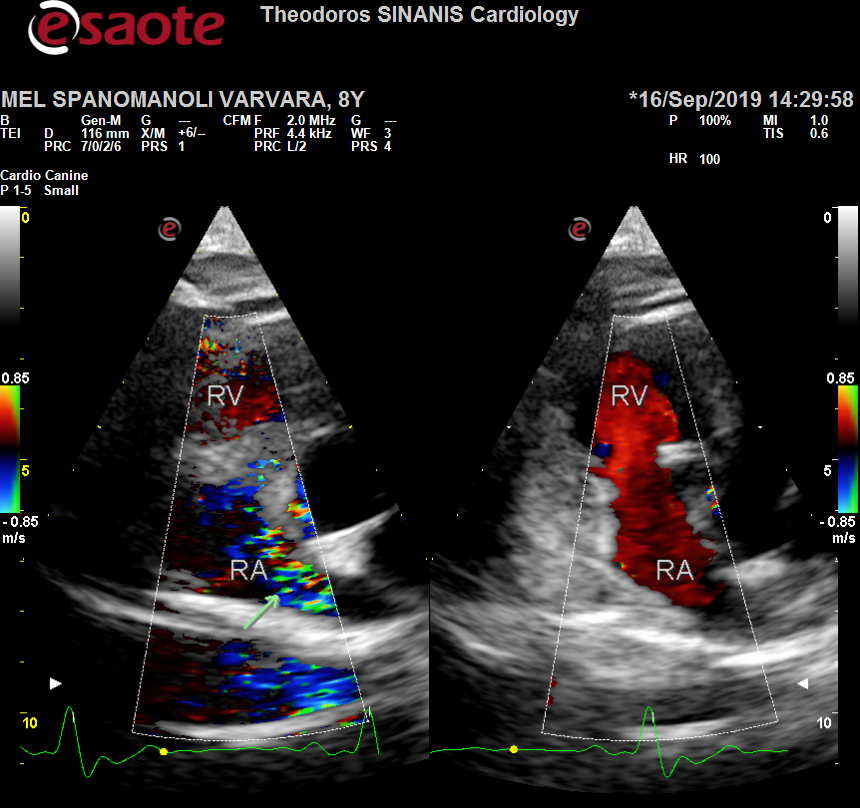 esaote
Theodoros SINANIS Cardiology
MEL SPANOMANOLI VARVARA, 8Y
*16/Sep/2019 14:29:58
B Gen-M G --- CFM F 2.0 MHz G --- P 100% MI 1.0
TEI D 116 mm X/M +6/-- PRF 4.4 kHz WF 3 TIS 0.6
PRC 7/0/2/6 PRS 1 PRC L/2 PRS 4
HR 100
Cardio Canine
P 1-5 Small
0 0
e e
0.85 0.85
RV RV
5 5
- 0.85 - 0.85
m/s m/s
RA RA
10 10